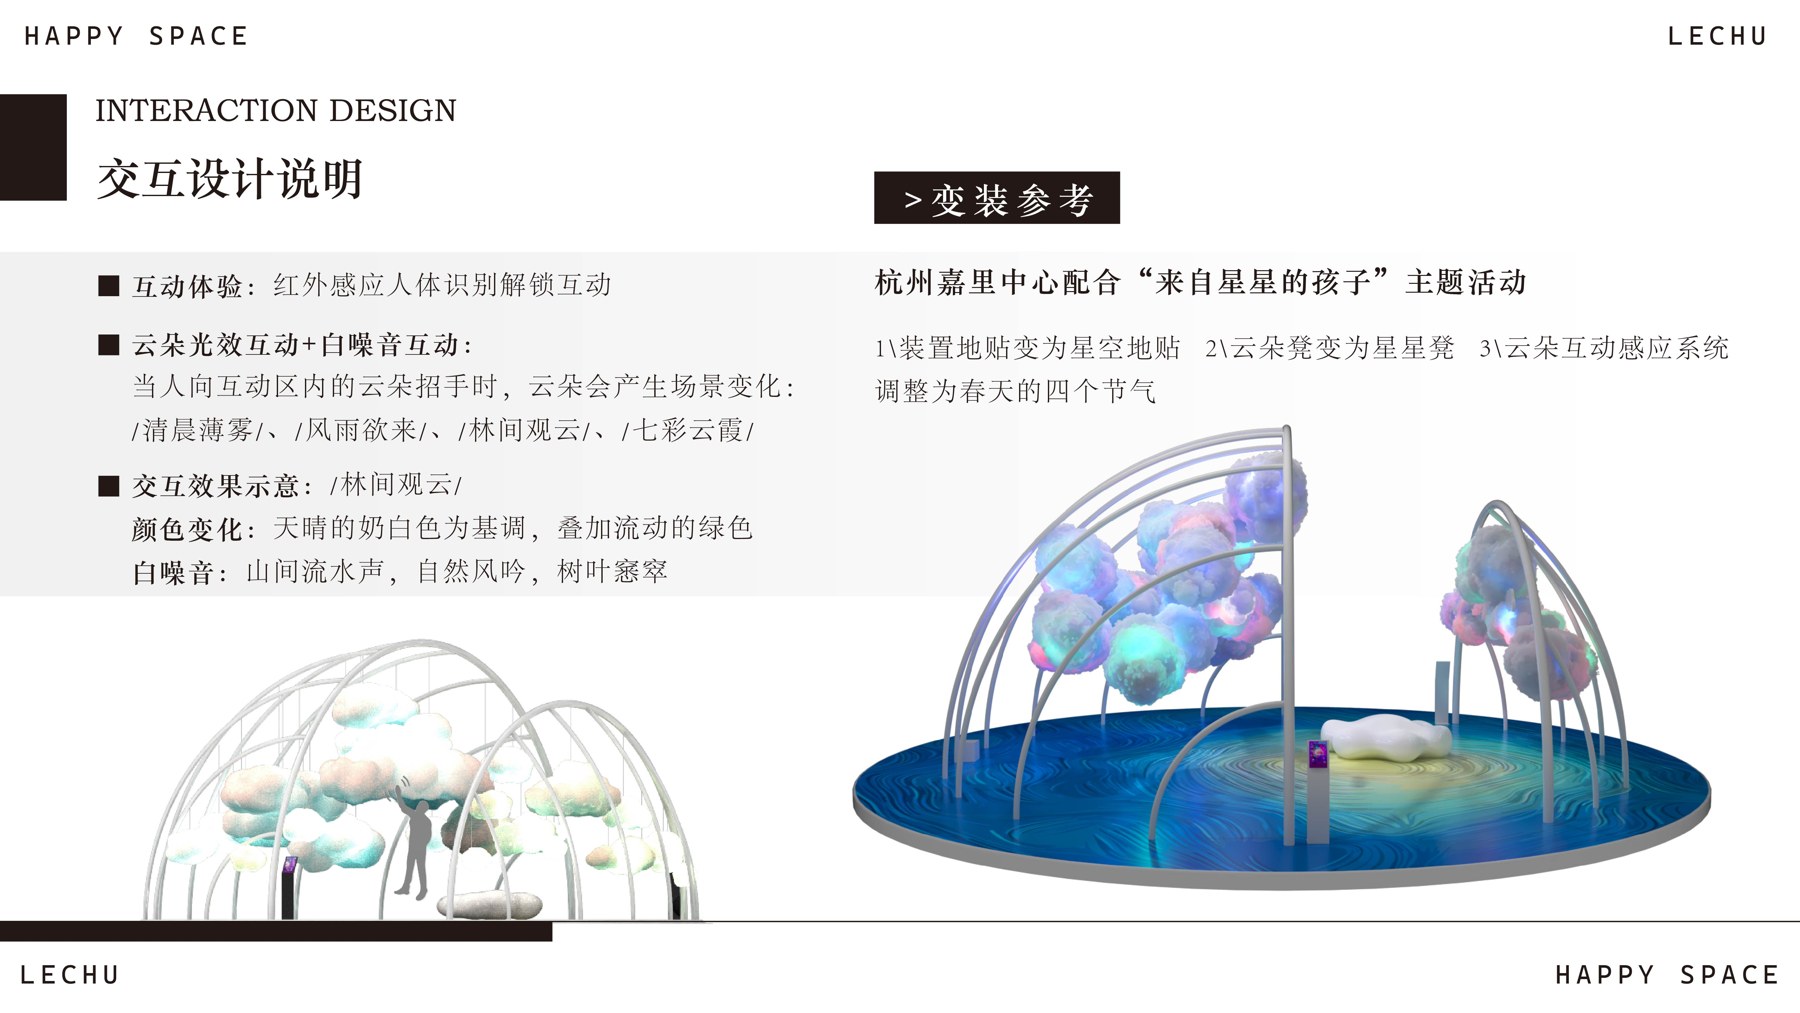 HAPPY SPACE
LECHU
INTERACTION DESIGN
交互设计说明
■ 互动体验：红外感应人体识别解锁互动
■ 云朵光效互动+白噪音互动：
当人向互动区内的云朵招手时，云朵会产生场景变化：
/清晨薄雾/、/风雨欲来/、/林间观云/、/七彩云霞/
■ 交互效果示意：/林间观云/
颜色变化：天晴的奶白色为基调，叠加流动的绿色
白噪音：山间流水声，自然风吟，树叶窸窣
>变装参考
杭州嘉里中心配合“来自星星的孩子”主题活动
1\装置地贴变为星空地贴 2\云朵凳变为星星凳 3\云朵互动感应系统
调整为春天的四个节气
LECHU
HAPPY SPACE